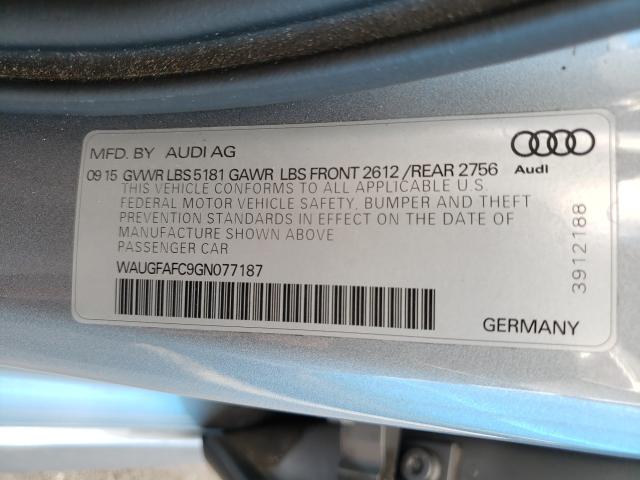 MFD. BY AUDI AG
Audi
09 15 GVWR LBS 5181 GAWR LBS FRONT 2612 /REAR 2756
THIS VEHICLE CONFORMS TO ALL APPLICABLE U.S.
FEDERAL MOTOR VEHICLE SAFETY, BUMPER AND THEFT
PREVENTION STANDARDS IN EFFECT ON THE DATE OF
MANUFACTURE SHOWN ABOVE
PASSENGER CAR
WAUGFAFC9GN077187
3912188
GERMANY